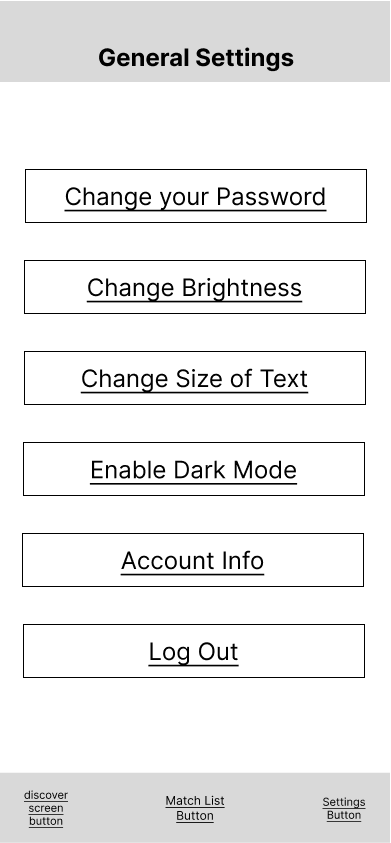 General Settings
Change your Password
Change Brightness
Change Size of Text
Enable Dark Mode
Account Info
Log Out
discover
screen
button
Match List
Button
Settings
Button